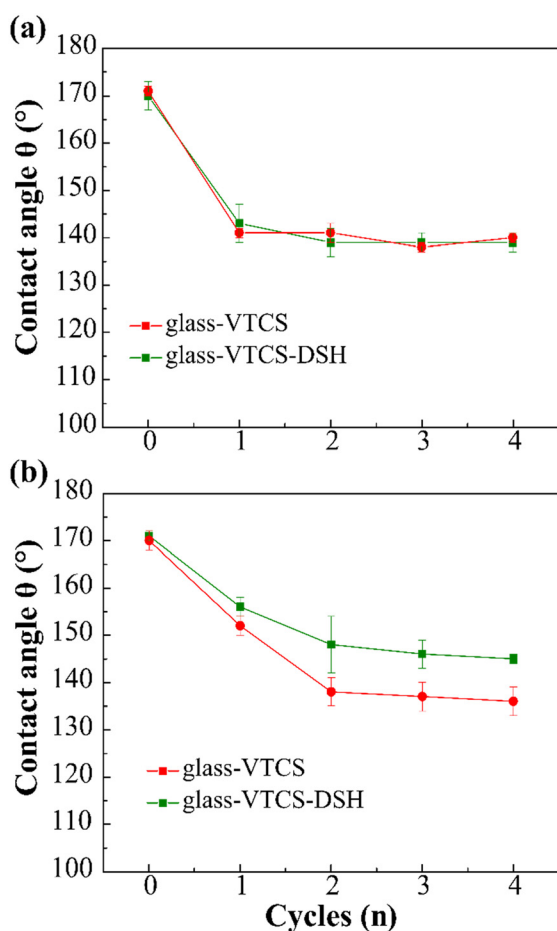 (a)
180
170
160
150
140
130
120
110
100
Contact angle θ (°)
glass-VTCS
glass-VTCS-DSH
0 1 2 3 4
(b)
180
170
160
150
140
130
120
110
100
Contact angle θ (°)
glass-VTCS
glass-VTCS-DSH
0 1 2 3 4
Cycles (n)